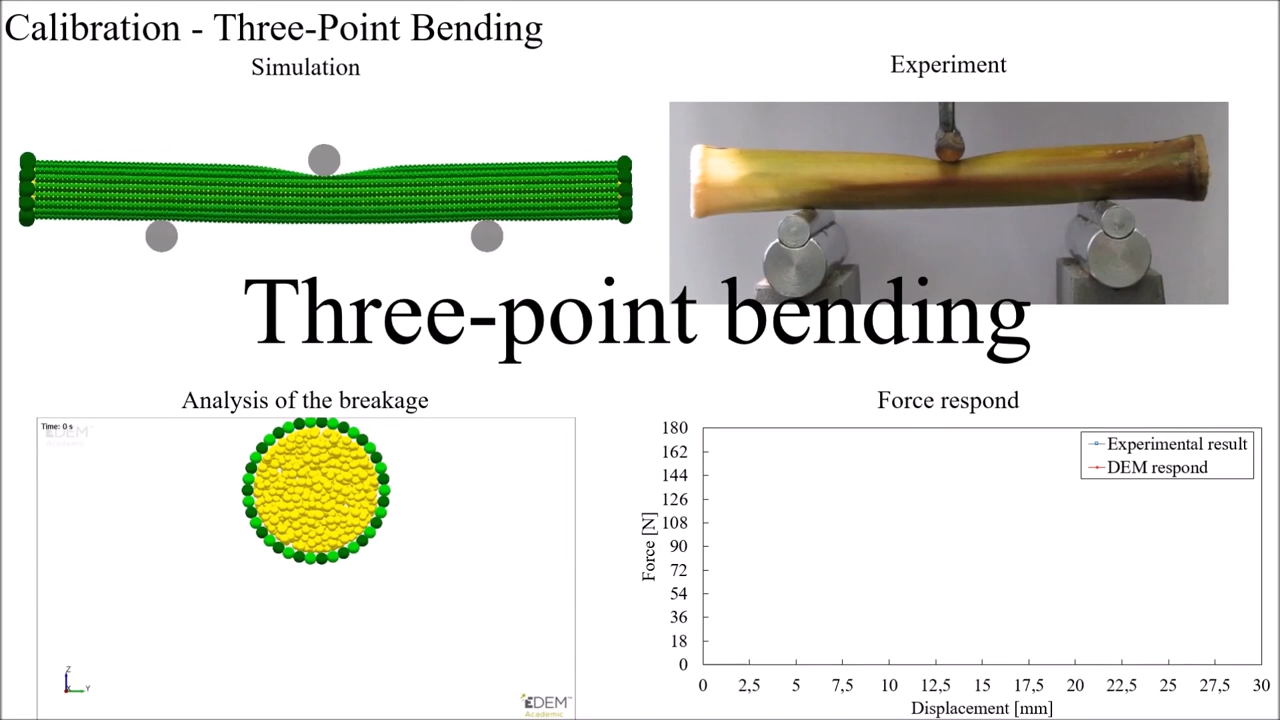 Calibration - Three-Point Bending
Simulation
Experiment
Three-point bending
Analysis of the breakage
Force respond
Time: 0 s
EDEM
Academic
Z
Y
EDEM™
Academic
Experimental result
DEM respond
Force [N]
180
162
144
126
108
90
72
54
36
18
0
0 2,5 5 7,5 10 12,5 15 17,5 20 22,5 25 27,5 30
Displacement [mm]